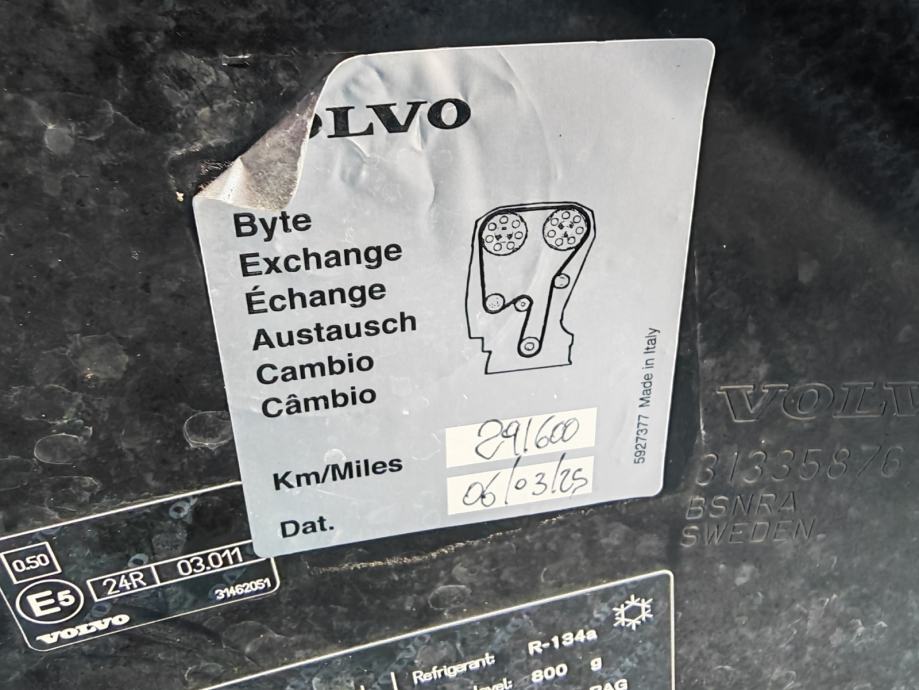 OLVO
Byte
Exchange
Échange
Austausch
Cambio
Câmbio
Km/Miles
291600
Dat.
06/03/25
5927377 Made in Italy
VOLV
31335876
BSNRA
SWEDEN
0.50
E5
24R 03.011
31462051
VOLVO
Refrigerant: R-134a
800 g
PAG